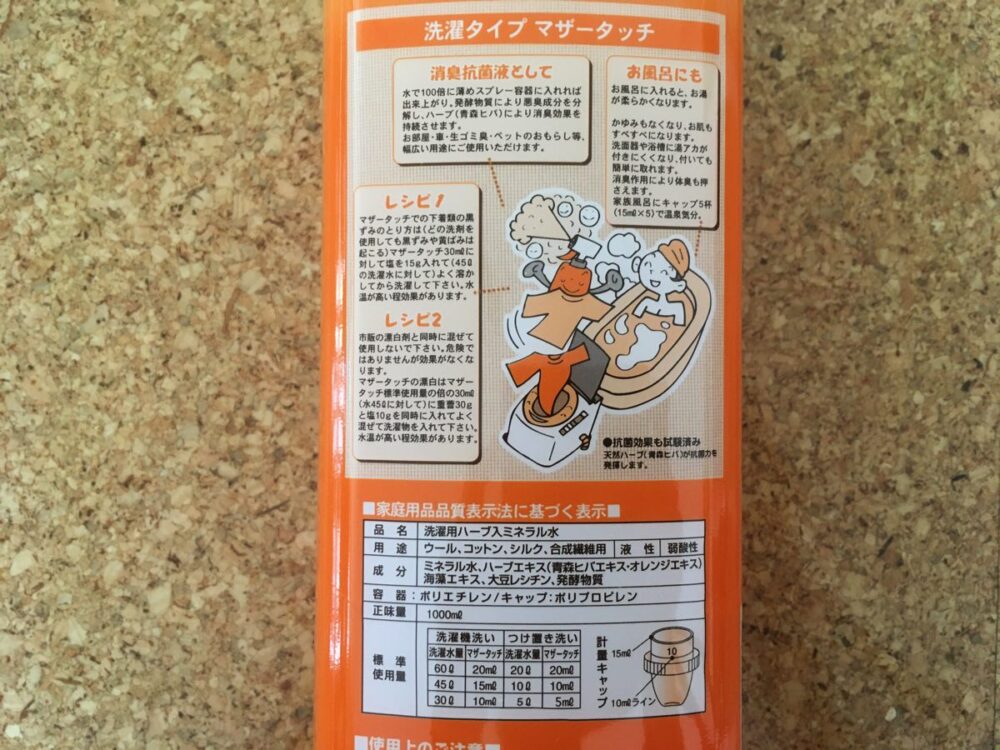 洗濯タイプ マザータッチ
消臭抗菌液として
水で100倍に薄めスプレー容器に入れれば
出来上がり。発酵物質により悪臭成分を分
解し、ハーブ(青森ヒバ)により消臭効果を
持続させます。
お部屋・車・生ゴミ臭・ペットのおもらし等、
幅広い用途にご使用いただけます。
お風呂にも
お風呂に入れると、お湯
が柔らかくなります。
かゆみもなくなり、お肌も
すべすべになります。
洗面器や浴槽に湯アカが
付きにくくなり、付いても
簡単に取れます。
消臭作用により体臭も押
さえます。
家族風呂にキャップ5杯
(15mℓ×5)で温泉気分。
レシピ1
マザータッチでの下着類の黒
ずみのとり方は(どの洗剤を
使用しても黒ずみや黄ばみは
起こる)マザータッチ30mℓに
対して塩を15g入れて(45ℓ
の洗濯水に対して)よく溶か
してから洗濯して下さい。水
温が高い程効果があります。
レシピ2
市販の漂白剤と同時に混ぜて
使用しないで下さい。危険で
はありませんが効果がなくな
ります。
マザータッチの漂白はマザー
タッチ標準使用量の倍の30mℓ
(水45ℓに対して)に重曹30g
と塩10gを同時に入れてよく
混ぜて洗濯物を入れて下さい。
水温が高い程効果があります。
●抗菌効果も試験済み
天然ハーブ(青森ヒバ)が抗菌力を
発揮します。
■家庭用品品質表示法に基づく表示■
品 名 洗濯用ハーブ入ミネラル水
用 途 ウール、コットン、シルク、合成繊維用 液 性 弱酸性
成 分 ミネラル水、ハーブエキス(青森ヒバエキス・オレンジエキス)
海藻エキス、大豆レシチン、発酵物質
容 器:ポリエチレン/キャップ:ポリプロピレン
正味量 1000mℓ
標準使用量
洗濯機洗い つけ置き洗い
洗濯水量 マザータッチ 洗濯水量 マザータッチ
60ℓ 20mℓ 20ℓ 20mℓ
45ℓ 15mℓ 10ℓ 10mℓ
30ℓ 10mℓ 5ℓ 5mℓ
計量キャップ
15mℓ
10
10mℓライン
■使用上のご注意■